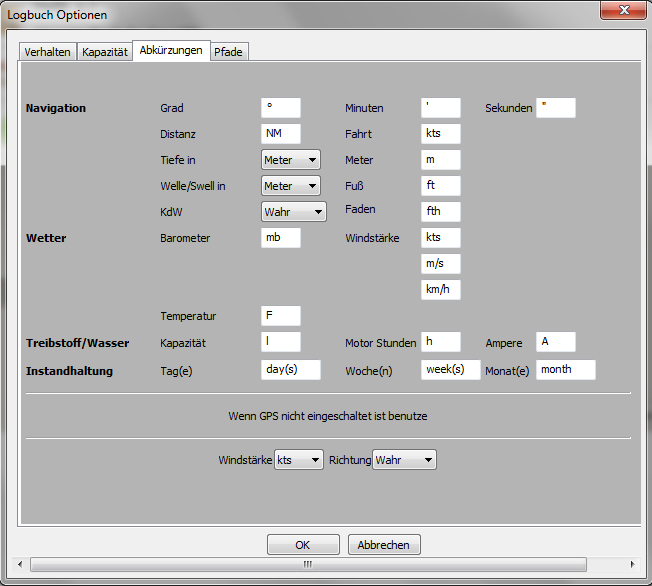 Logbuch Optionen
Verhalten Kapazität Abkürzungen Pfade
Navigation Grad ° Minuten ' Sekunden "
Distanz NM Fahrt kts
Tiefe in Meter Meter m
Welle/Swell in Meter Fuß ft
KdW Wahr Faden fth
Wetter Barometer mb Windstärke kts
m/s
km/h
Temperatur F
Treibstoff/Wasser Kapazität l Motor Stunden h Ampere A
Instandhaltung Tag(e) day(s) Woche(n) week(s) Monat(e) month
Wenn GPS nicht eingeschaltet ist benutze
Windstärke kts Richtung Wahr
OK Abbrechen